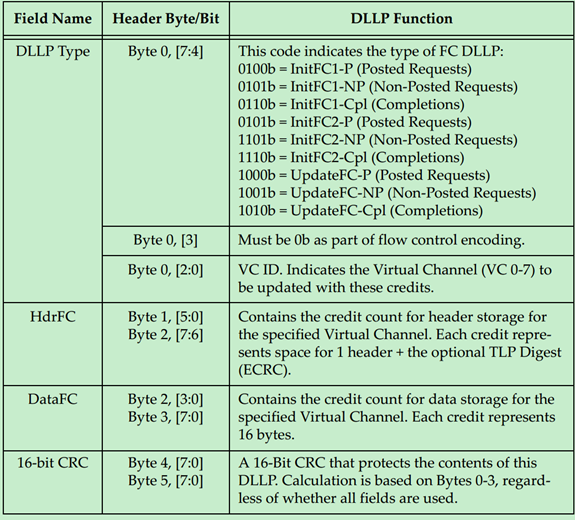 Field Name Header Byte/Bit DLLP Function
DLLP Type Byte 0, [7:4] This code indicates the type of FC DLLP:
0100b = InitFC1-P (Posted Requests)
0101b = InitFC1-NP (Non-Posted Requests)
0110b = InitFC1-Cpl (Completions)
0101b = InitFC2-P (Posted Requests)
1101b = InitFC2-NP (Non-Posted Requests)
1110b = InitFC2-Cpl (Completions)
1000b = UpdateFC-P (Posted Requests)
1001b = UpdateFC-NP (Non-Posted Requests)
1010b = UpdateFC-Cpl (Completions)
Byte 0, [3] Must be 0b as part of flow control encoding.
Byte 0, [2:0] VC ID. Indicates the Virtual Channel (VC 0-7) to
be updated with these credits.
HdrFC Byte 1, [5:0] Contains the credit count for header storage for
Byte 2, [7:6] the specified Virtual Channel. Each credit repre-
sents space for 1 header + the optional TLP Digest
(ECRC).
DataFC Byte 2, [3:0] Contains the credit count for data storage for the
Byte 3, [7:0] specified Virtual Channel. Each credit represents
16 bytes.
16-bit CRC Byte 4, [7:0] A 16-Bit CRC that protects the contents of this
Byte 5, [7:0] DLLP. Calculation is based on Bytes 0-3, regard-
less of whether all fields are used.